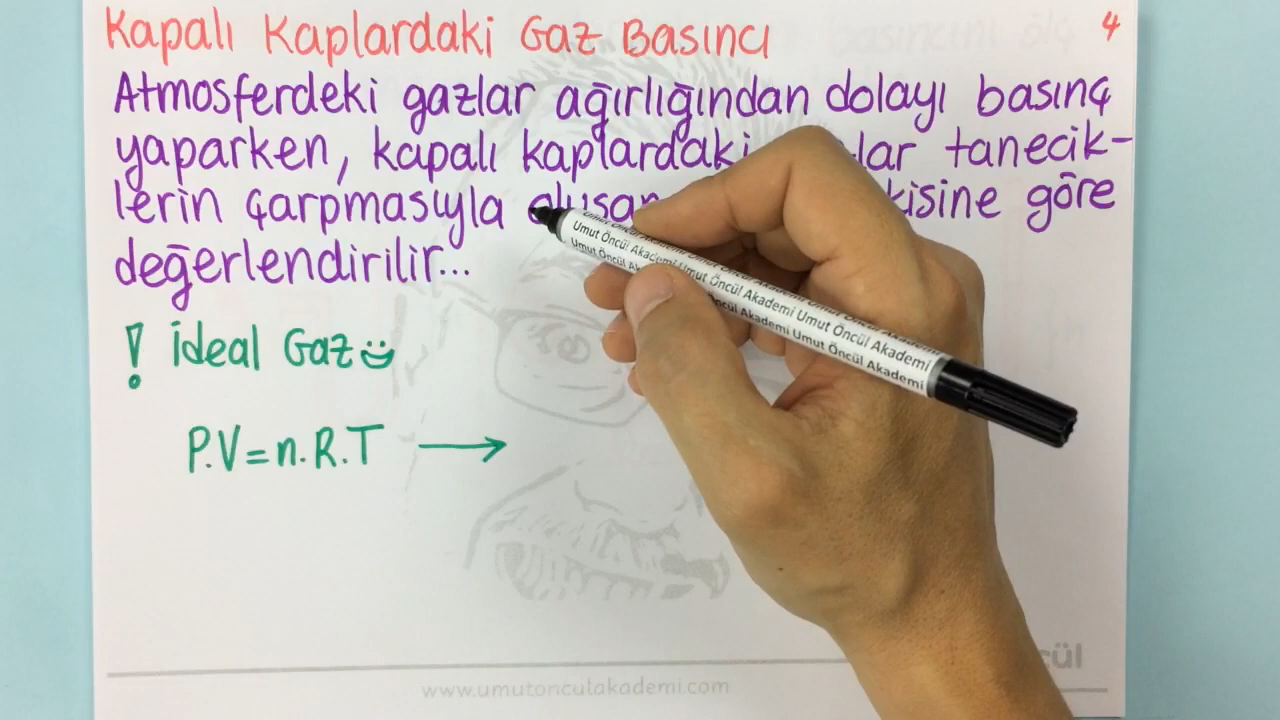 Kapalı Kaplardaki Gaz Basıncı 4
Atmosferdeki gazlar ağırlığından dolayı basınç
yaparken, kapalı kaplardaki tanecik-
lerin çarpmasıyla göre
değerlendirilir...
! İdeal Gaz
P.V=n.R.T →
Umut Öncül Akademi Umut Öncül Akademi Umut Öncül Akademi
www.umutonculakademi.com